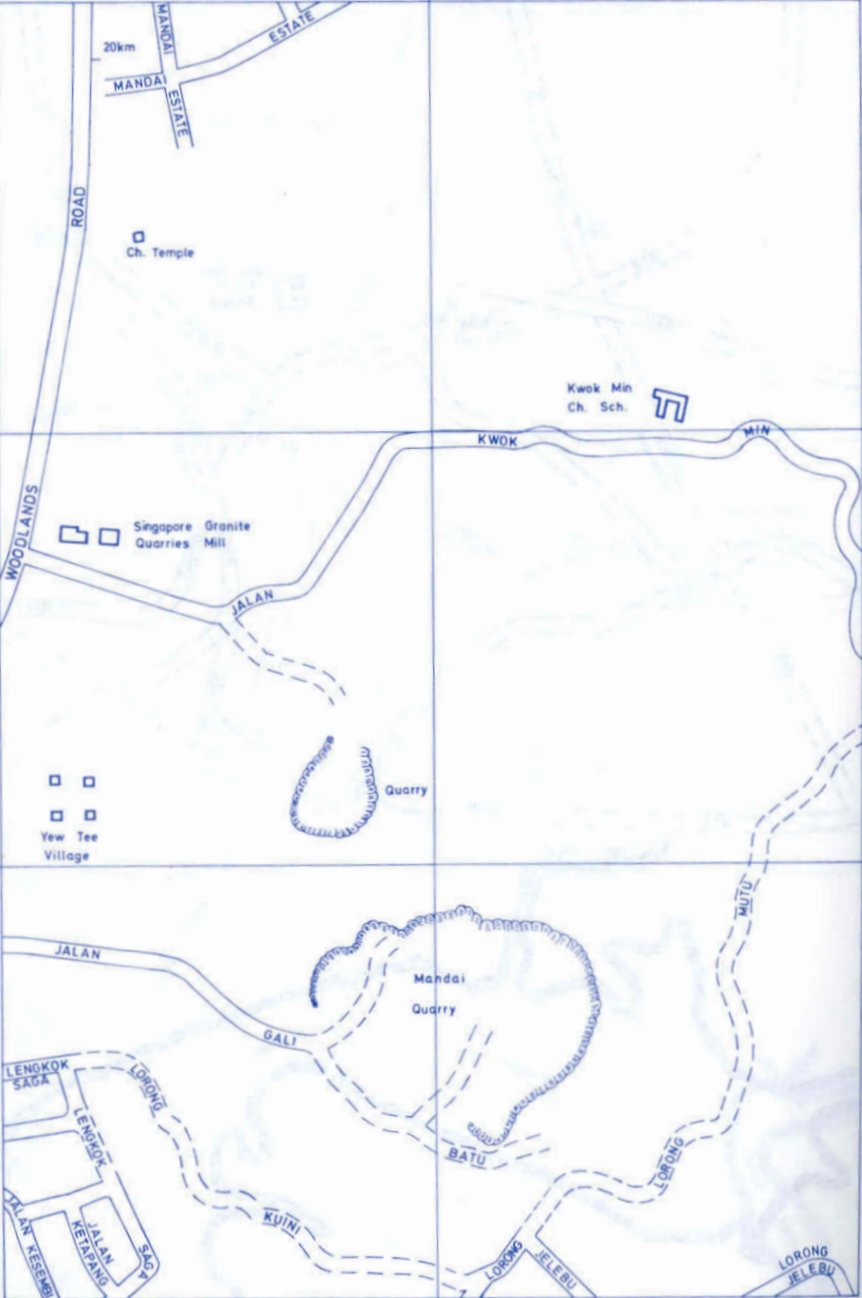 MANDAI
ESTATE
20km
MANDAI
ESTATE
ROAD
Ch. Temple
Kwok Min
Ch. Sch.
KWOK
MIN
WOODLANDS
Singapore Granite
Quarries Mill
JALAN
Quarry
Yew Tee
Village
MUTU
JALAN
Mandai
Quarry
GALI
LENGKOK
SAGA
LORONG
LENGKOK
BATU
LORONG
KUINI
JALAN KESEMBI
JALAN
KETAPANG
SAGA
LORONG
JELEBU
LORONG
JELEBU